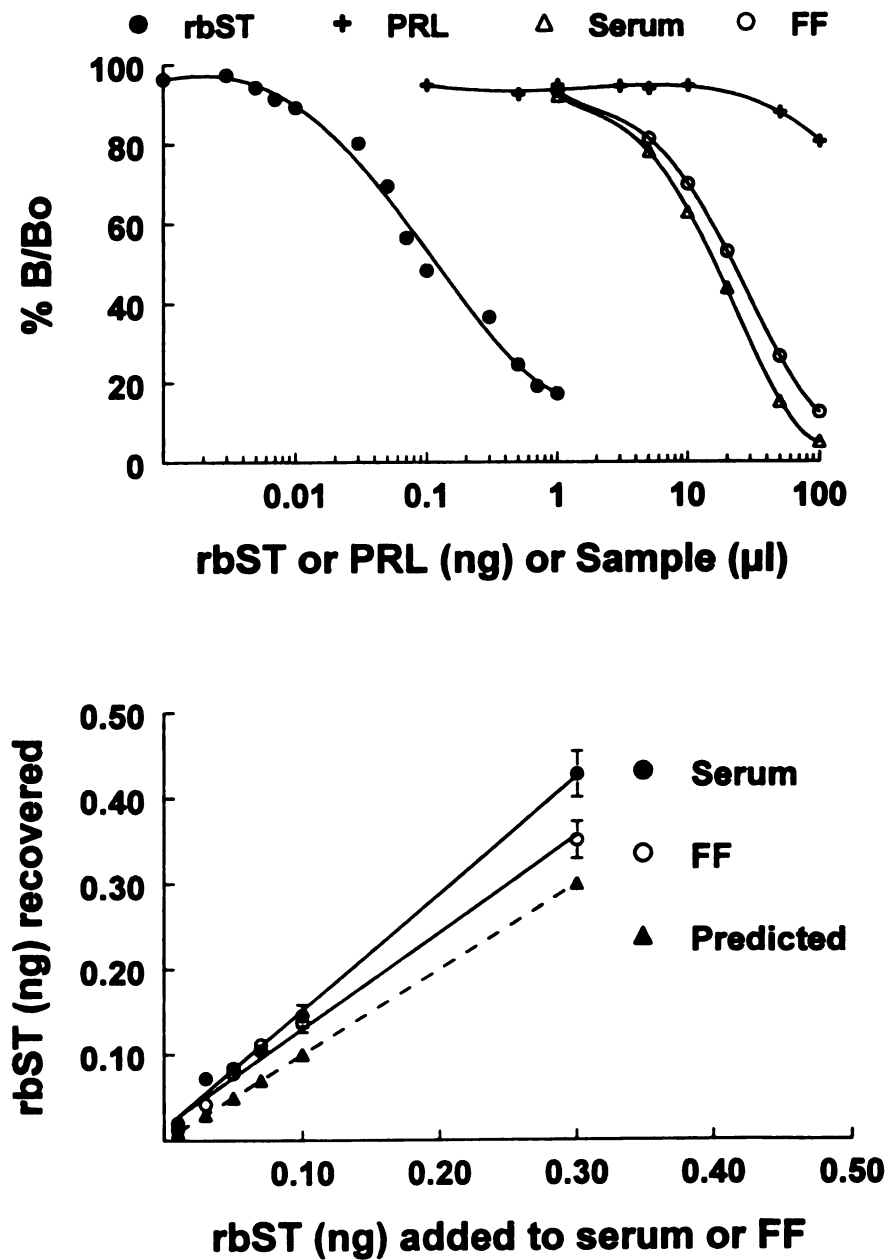 rbST PRL Serum FF
100
80
60
40
20
0
% B/Bo
0.01 0.1 1 10 100
rbST or PRL (ng) or Sample (µl)
0.50
0.40
0.30
0.20
0.10
rbST (ng) recovered
Serum
FF
Predicted
0.10 0.20 0.30 0.40 0.50
rbST (ng) added to serum or FF